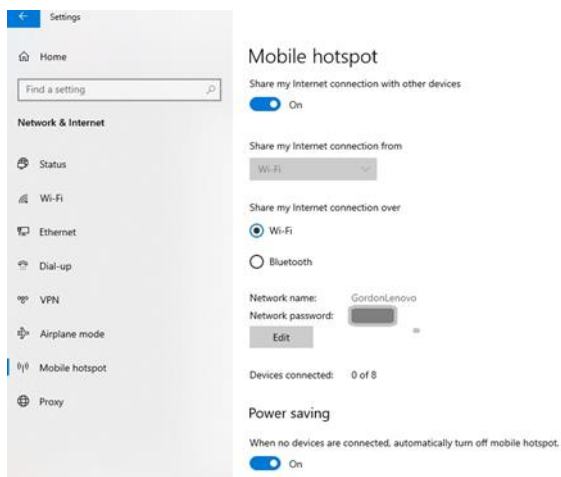 Settings
Home
Find a setting
Network & Internet
Status
Wi-Fi
Ethernet
Dial-up
VPN
Airplane mode
Mobile hotspot
Proxy
Mobile hotspot
Share my Internet connection with other devices
On
Share my Internet connection from
Wi-Fi
Share my Internet connection over
Wi-Fi
Bluetooth
Network name: GordonLenovo
Network password:
Edit
Devices connected: 0 of 8
Power saving
When no devices are connected, automatically turn off mobile hotspot.
On